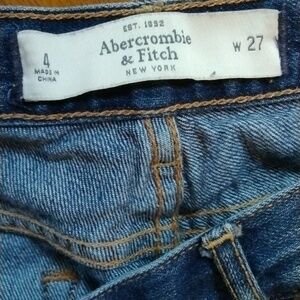 EST. 1892
Abercrombie
& Fitch
NEW YORK
4
MADE IN
CHINA
W 27